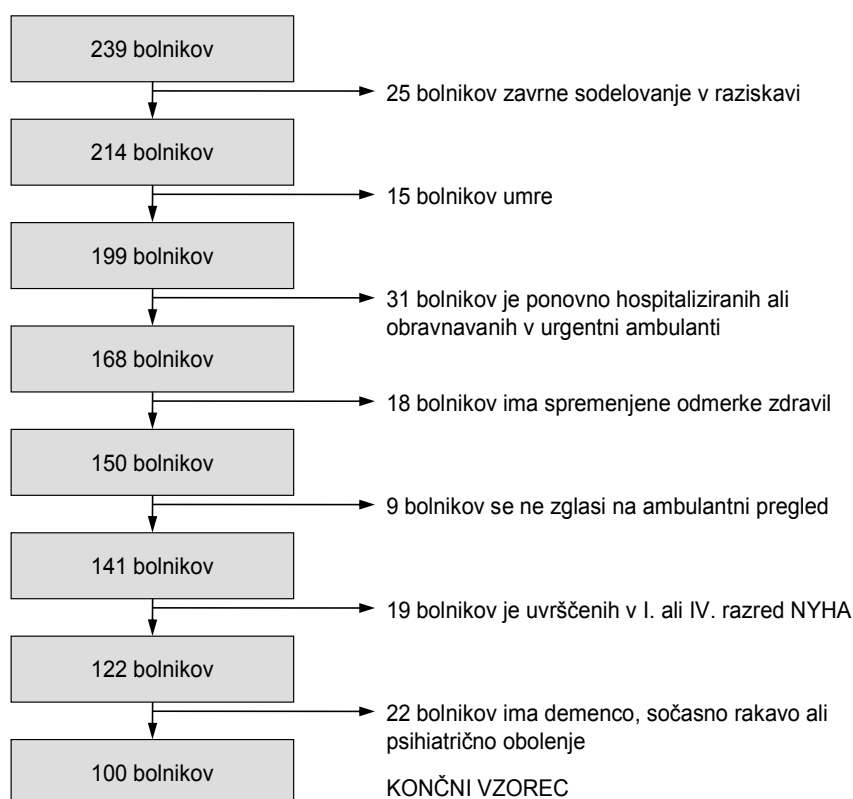 239 bolnikov
25 bolnikov zavrne sodelovanje v raziskavi
214 bolnikov
15 bolnikov umre
199 bolnikov
31 bolnikov je ponovno hospitaliziranih ali
obravnavanih v urgentni ambulanti
168 bolnikov
18 bolnikov ima spremenjene odmerke zdravil
150 bolnikov
9 bolnikov se ne zglasi na ambulantni pregled
141 bolnikov
19 bolnikov je uvrščenih v I. ali IV. razred NYHA
122 bolnikov
22 bolnikov ima demenco, sočasno rakavo ali
psihiatrično obolenje
100 bolnikov
KONČNI VZOREC